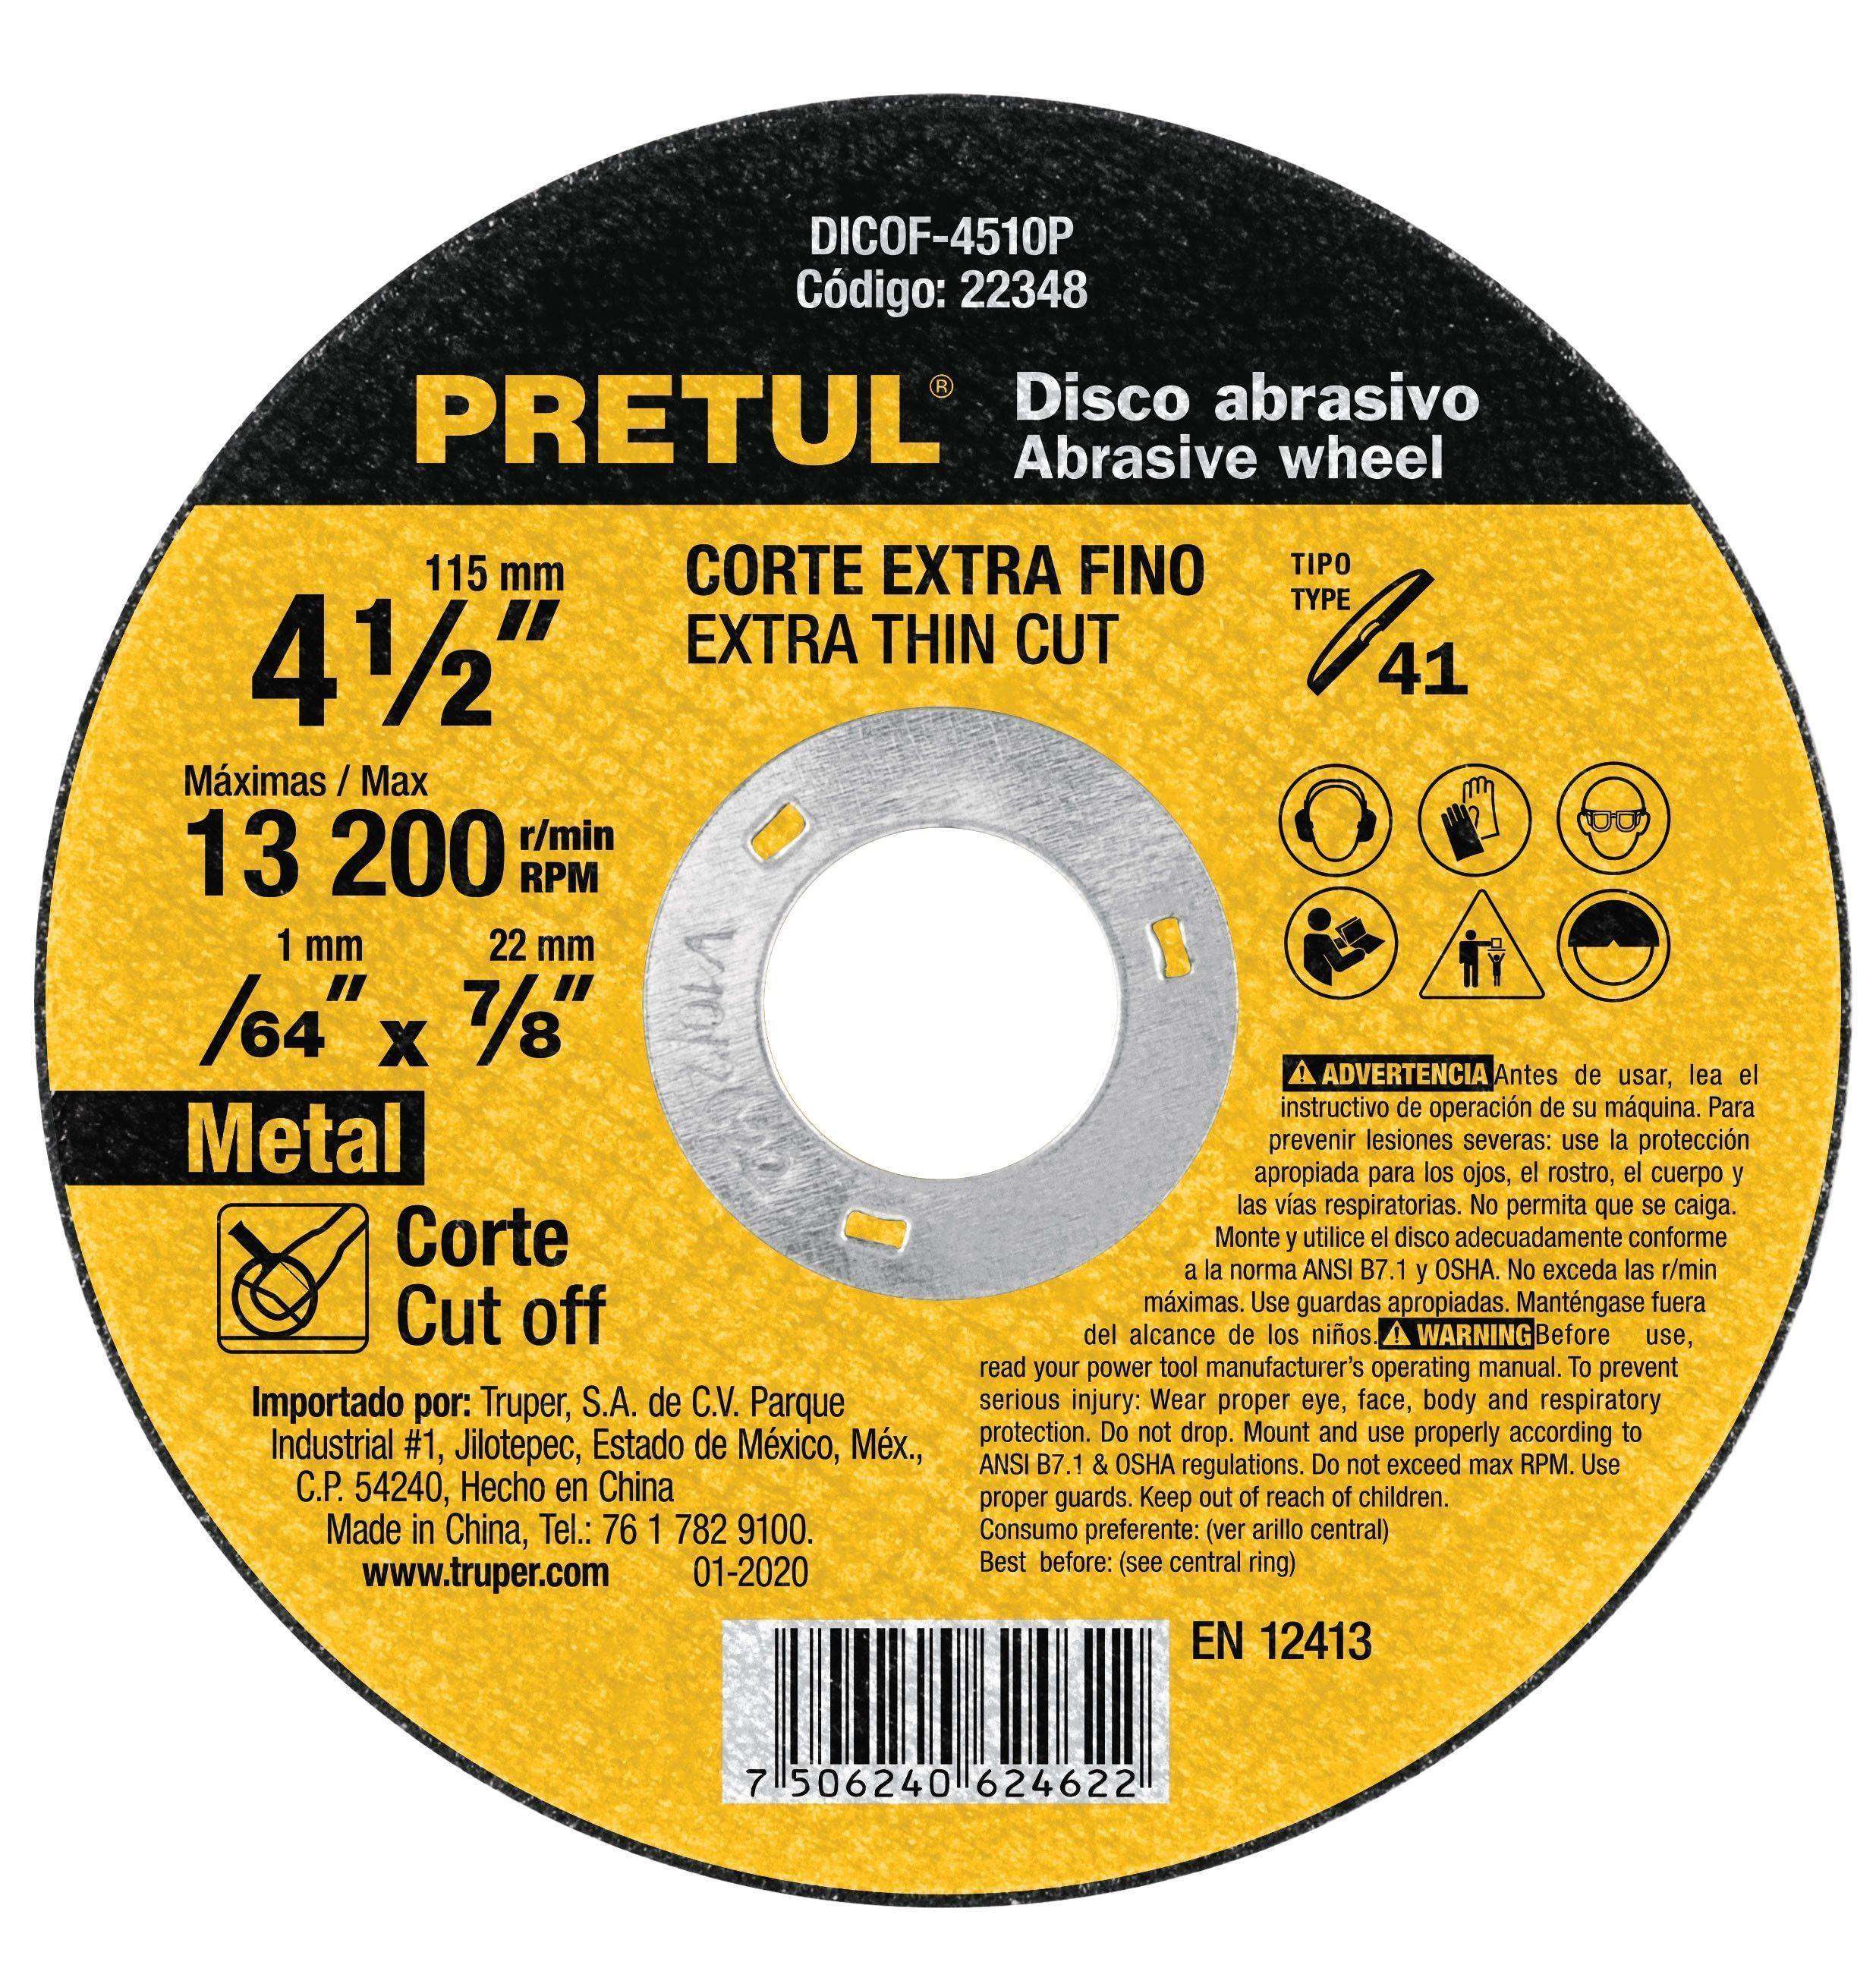 DICOF-4510P
Código: 22348
PRETUL®
Disco abrasivo
Abrasive wheel
115 mm
4 1/2"
CORTE EXTRA FINO
EXTRA THIN CUT
TIPO
TYPE
41
Máximas / Max
13 200 r/min
RPM
1 mm 22 mm
/64" x 7/8"
Metal
Corte
Cut off
Importado por: Truper, S.A. de C.V. Parque
Industrial #1, Jilotepec, Estado de México, Méx.,
C.P. 54240, Hecho en China
Made in China, Tel.: 76 1 782 9100.
www.truper.com 01-2020
ADVERTENCIA Antes de usar, lea el
instructivo de operación de su máquina. Para
prevenir lesiones severas: use la protección
apropiada para los ojos, el rostro, el cuerpo y
las vías respiratorias. No permita que se caiga.
Monte y utilice el disco adecuadamente conforme
a la norma ANSI B7.1 y OSHA. No exceda las r/min
máximas. Use guardas apropiadas. Manténgase fuera
del alcance de los niños. WARNING Before use,
read your power tool manufacturer's operating manual. To prevent
serious injury: Wear proper eye, face, body and respiratory
protection. Do not drop. Mount and use properly according to
ANSI B7.1 & OSHA regulations. Do not exceed max RPM. Use
proper guards. Keep out of reach of children.
Consumo preferente: (ver arillo central)
Best before: (see central ring)
EN 12413
7 506240 624622